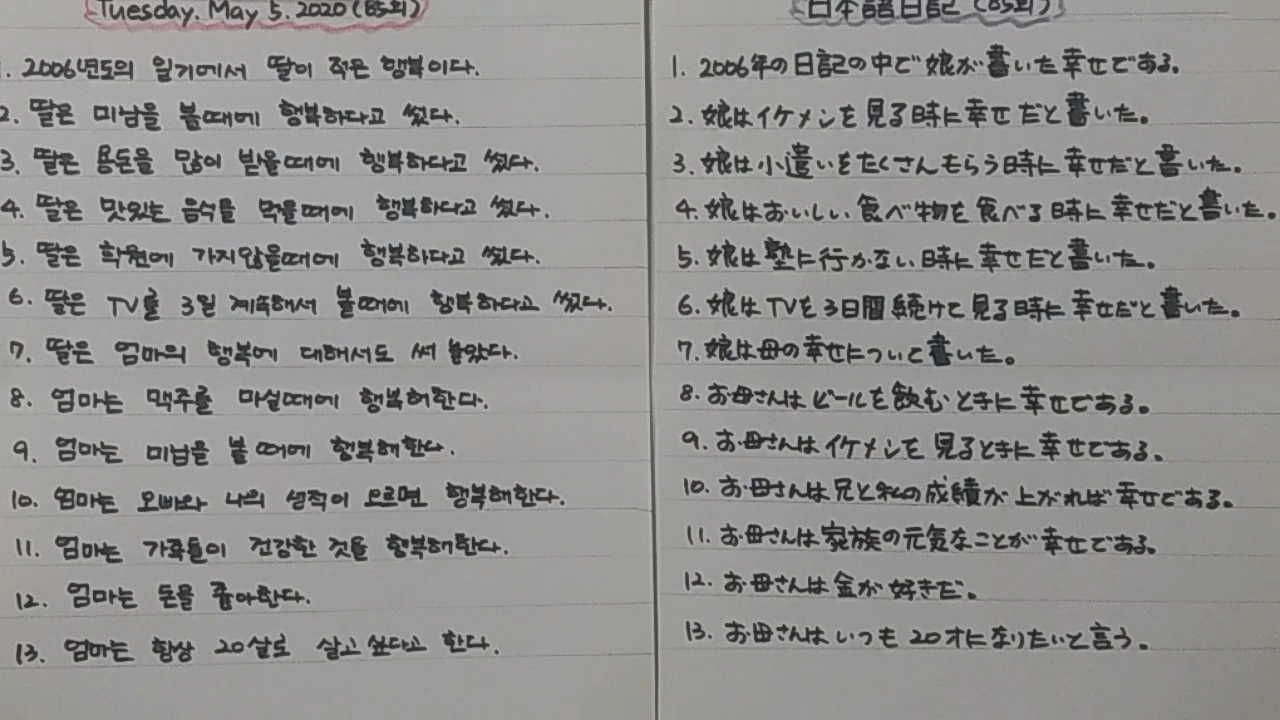 Tuesday. May 5. 2020 (85회)
1. 2006년도의 일기에서 딸이 적은 행복이다.
2. 딸은 미남을 볼때에 행복하다고 썼다.
3. 딸은 용돈을 많이 받을때에 행복하다고 썼다.
4. 딸은 맛있는 음식을 먹을때에 행복하다고 썼다.
5. 딸은 학원에 가지않을때에 행복하다고 썼다.
6. 딸은 TV를 3일 계속해서 볼때에 행복하다고 썼다.
7. 딸은 엄마의 행복에 대해서도 써 놓았다.
8. 엄마는 맥주를 마실때에 행복해한다.
9. 엄마는 미남을 볼때에 행복해한다.
10. 엄마는 오빠와 나의 성적이 오르면 행복해한다.
11. 엄마는 가족들이 건강한 것을 행복해한다.
12. 엄마는 돈을 좋아한다.
13. 엄마는 항상 20살로 살고 싶다고 한다.
日本語日記 (85회)
1. 2006年の日記の中で娘が書いた幸せである。
2. 娘はイケメンを見る時に幸せだと書いた。
3. 娘は小遣いをたくさんもらう時に幸せだと書いた。
4. 娘はおいしい食べ物を食べる時に幸せだと書いた。
5. 娘は塾に行かない時に幸せだと書いた。
6. 娘はTVを3日間続けて見る時に幸せだと書いた。
7. 娘は母の幸せについと書いた。
8. お母さんはビールを飲むときに幸せである。
9. お母さんはイケメンを見るときに幸せである。
10. お母さんは兄と私の成績が上がれば幸せである。
11. お母さんは家族の元気なことが幸せである。
12. お母さんは金が好きだ。
13. お母さんはいつも20才になりたいと言う。